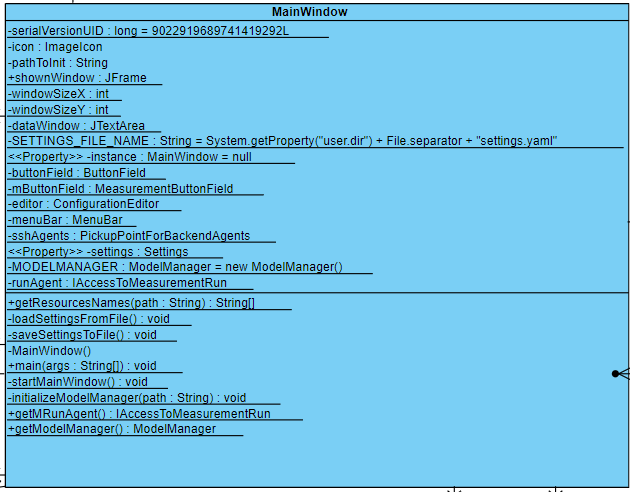 MainWindow
-serialVersionUID : long = 9022919689741419292L
-icon : ImageIcon
-pathToInit : String
+shownWindow : JFrame
-windowSizeX : int
-windowSizeY : int
-dataWindow : JTextArea
-SETTINGS_FILE_NAME : String = System.getProperty("user.dir") + File.separator + "settings.yaml"
<<Property>> -instance : MainWindow = null
-buttonField : ButtonField
-mButtonField : MeasurementButtonField
-editor : ConfigurationEditor
-menuBar : MenuBar
-sshAgents : PickupPointForBackendAgents
<<Property>> -settings : Settings
-MODELMANAGER : ModelManager = new ModelManager()
-runAgent : IAccessToMeasurementRun
+getResourcesNames(path : String) : String[]
-loadSettingsFromFile() : void
-saveSettingsToFile() : void
-MainWindow()
+main(args : String[]) : void
-startMainWindow() : void
-initializeModelManager(path : String) : void
+getMRunAgent() : IAccessToMeasurementRun
+getModelManager() : ModelManager